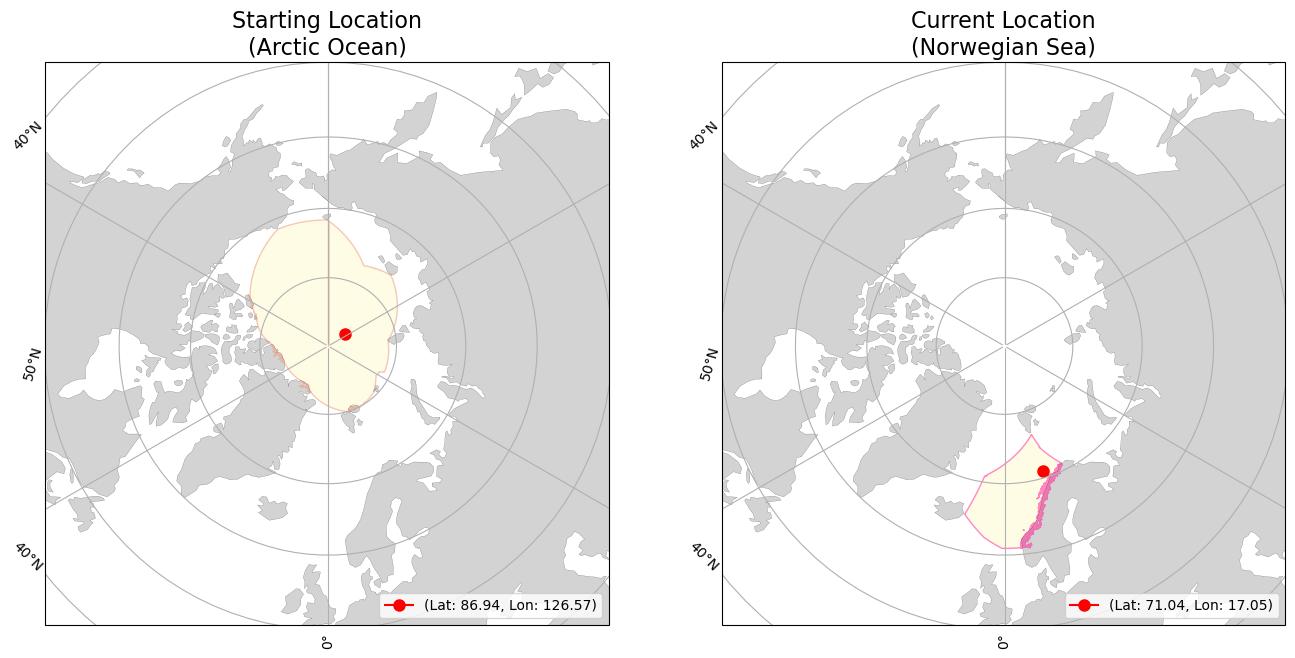 Starting Location
(Arctic Ocean)
40°N
50°N
40°N
0°
(Lat: 86.94, Lon: 126.57)
Current Location
(Norwegian Sea)
40°N
50°N
40°N
0°
(Lat: 71.04, Lon: 17.05)